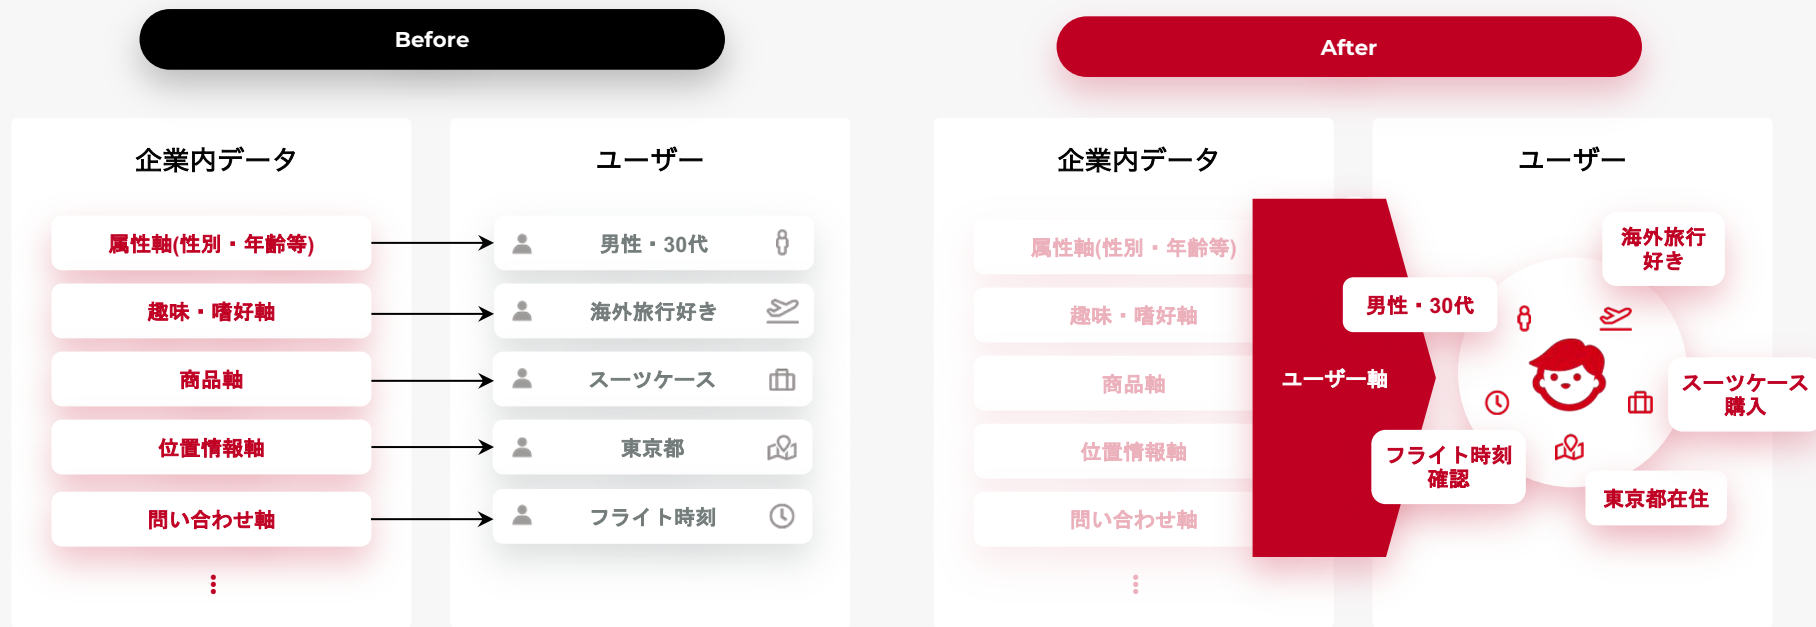 Before
企業内データ
ユーザー
属性軸(性別・年齢等)
男性・30代
趣味・嗜好軸
海外旅行好き
商品軸
スーツケース
位置情報軸
東京都
問い合わせ軸
フライト時刻
After
企業内データ
ユーザー
属性軸(性別・年齢等)
趣味・嗜好軸
商品軸
位置情報軸
問い合わせ軸
ユーザー軸
海外旅行
好き
男性・30代
スーツケース
購入
フライト時刻
確認
東京都在住